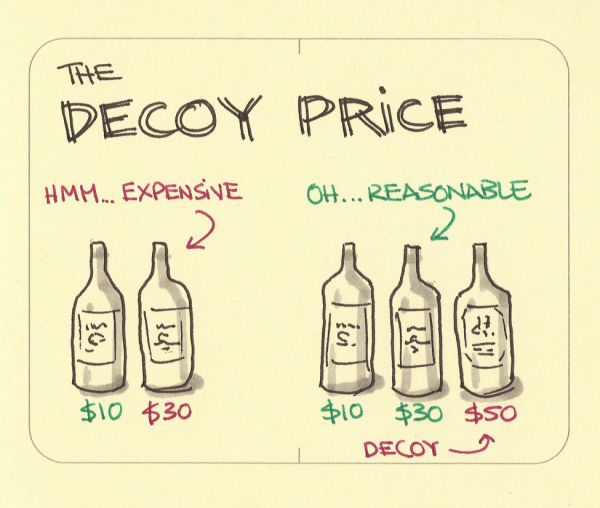 THE
DECOY PRICE
HMM... EXPENSIVE
OH... REASONABLE
$10 $30
$10 $30 $50
DECOY